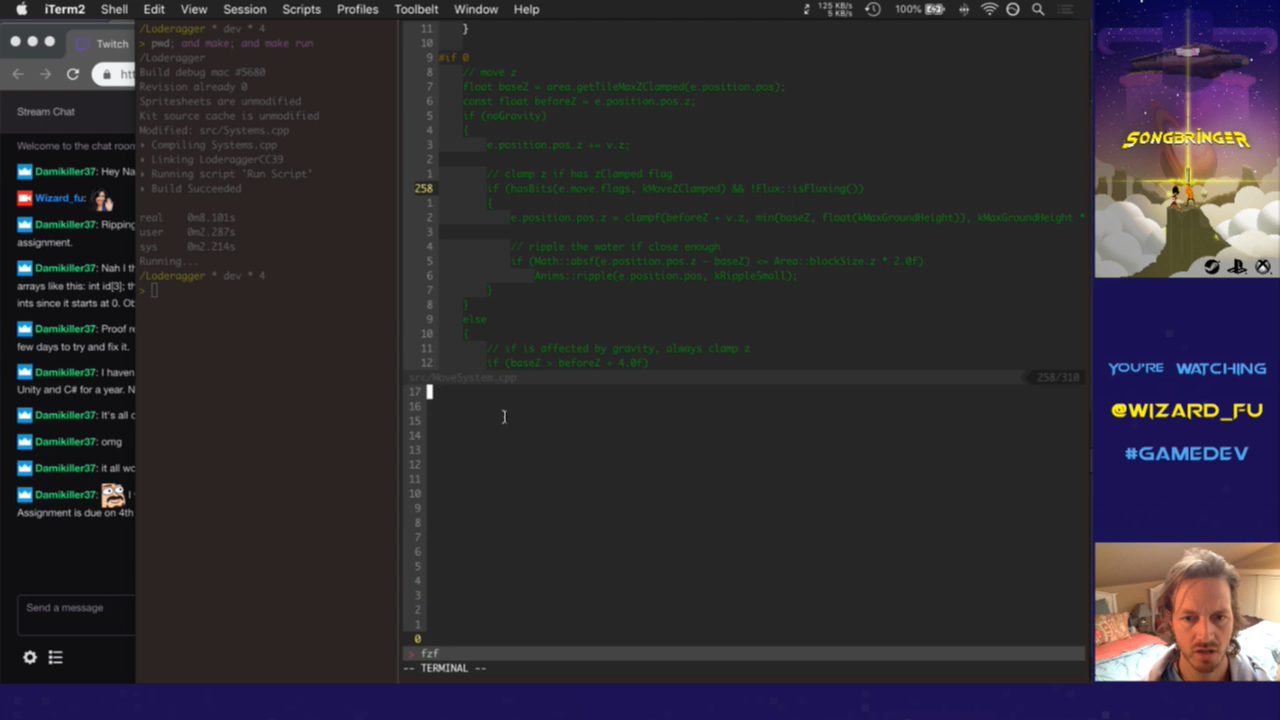 iTerm2 Shell Edit View Session Scripts Profiles Toolbelt Window Help
125 KB/s
5 KB/s
100%
Twitch
htt
Stream Chat
Welcome to the chat room
Damikiller37: Hey Na
Wizard_fu:
Damikiller37: Ripping
assignment.
Damikiller37: Nah I th
arrays like this: int id[3]; th
ints since it starts at 0. Ob
Damikiller37: Proof re
few days to try and fix it.
Damikiller37: I haven
Unity and C# for a year. N
Damikiller37: It's all c
Damikiller37: omg
Damikiller37: it all wo
Damikiller37: I
Assignment is due on 4th
Send a message
/Loderagger * dev * 4
> pwd; and make; and make run
/Loderagger
Build debug mac #5680
Revision already 0
Spritesheets are unmodified
Kit source cache is unmodified
Modified: src/Systems.cpp
Compiling Systems.cpp
Linking LoderaggerCC39
Running script 'Run Script'
Build Succeeded
real 0m8.101s
user 0m2.287s
sys 0m2.214s
Running...
/Loderagger * dev * 4
>
11 }
10
9 #if 0
8 // move z
7 float baseZ = area.getTileMaxZClamped(e.position.pos);
6 const float beforeZ = e.position.pos.z;
5 if (noGravity)
4 {
3 e.position.pos.z += v.z;
2
1 // clamp z if has zClamped flag
258 if (hasBits(e.move.flags, kMoveZClamped) && !Flux::isFluxing())
1 {
2 e.position.pos.z = clampf(beforeZ + v.z, min(baseZ, float(kMaxGroundHeight)), kMaxGroundHeight *
3
4 // ripple the water if close enough
5 if (Math::absf(e.position.pos.z - baseZ) <= Area::blockSize.z * 2.0f)
6 Anims::ripple(e.position.pos, kRippleSmall);
7 }
8 }
9 else
10 {
11 // if is affected by gravity, always clamp z
12 if (baseZ > beforeZ + 4.0f)
src/MoveSystem.cpp 258/310
17
16
15
14
13
12
11
10
9
8
7
6
5
4
3
2
1
0
> fzf
-- TERMINAL --
SONGBRINGER
YOU'RE WATCHING
@WIZARD_FU
#GAMEDEV